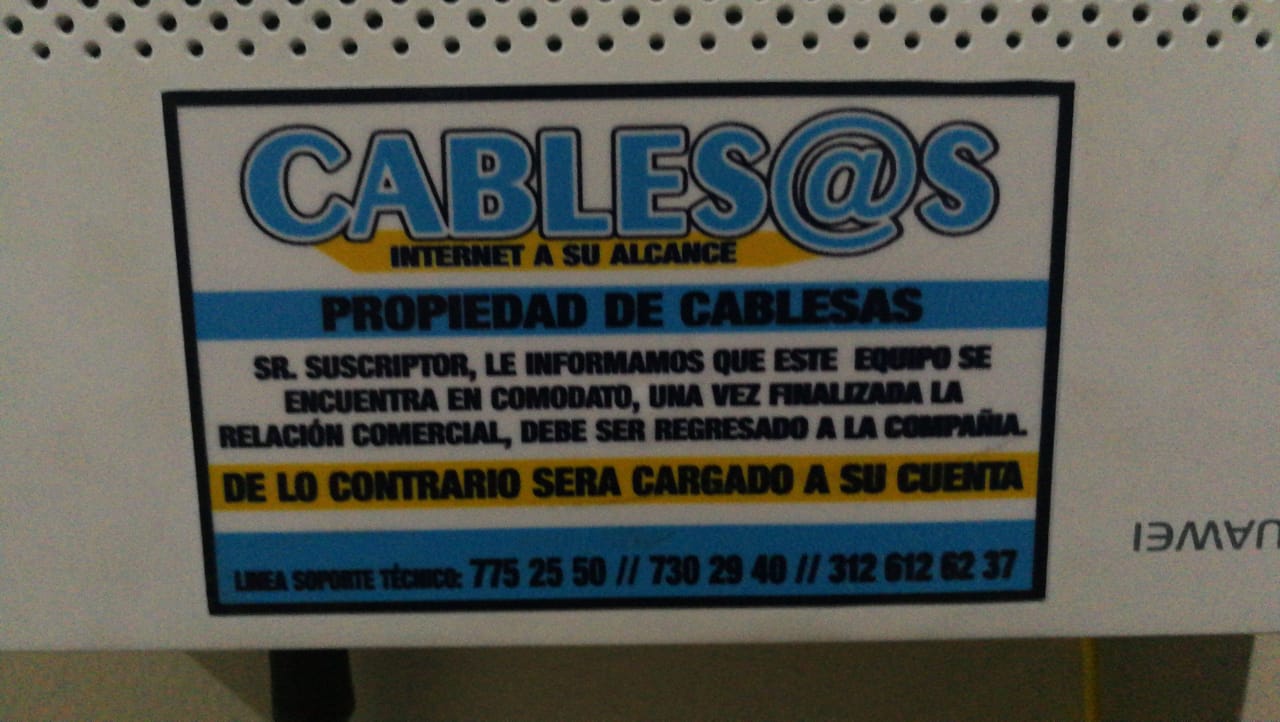 CABLES@S
INTERNET A SU ALCANCE
PROPIEDAD DE CABLESAS
SR. SUSCRIPTOR, LE INFORMAMOS QUE ESTE EQUIPO SE
ENCUENTRA EN COMODATO, UNA VEZ FINALIZADA LA
RELACIÓN COMERCIAL, DEBE SER REGRESADO A LA COMPAÑIA.
DE LO CONTRARIO SERA CARGADO A SU CUENTA
LINEA SOPORTE TÉCNICO: 775 25 50 // 730 29 40 // 312 612 62 37
UAWEI